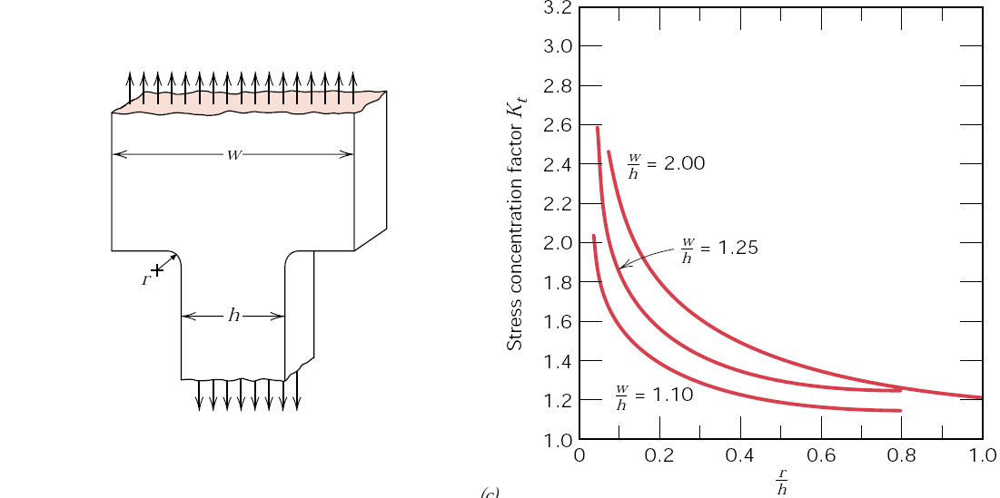 w
r
h
Stress concentration factor Kt
3.2
3.0
2.8
2.6
2.4
2.2
2.0
1.8
1.6
1.4
1.2
1.0
w/h = 2.00
w/h = 1.25
w/h = 1.10
0 0.2 0.4 0.6 0.8 1.0
r/h
(c)